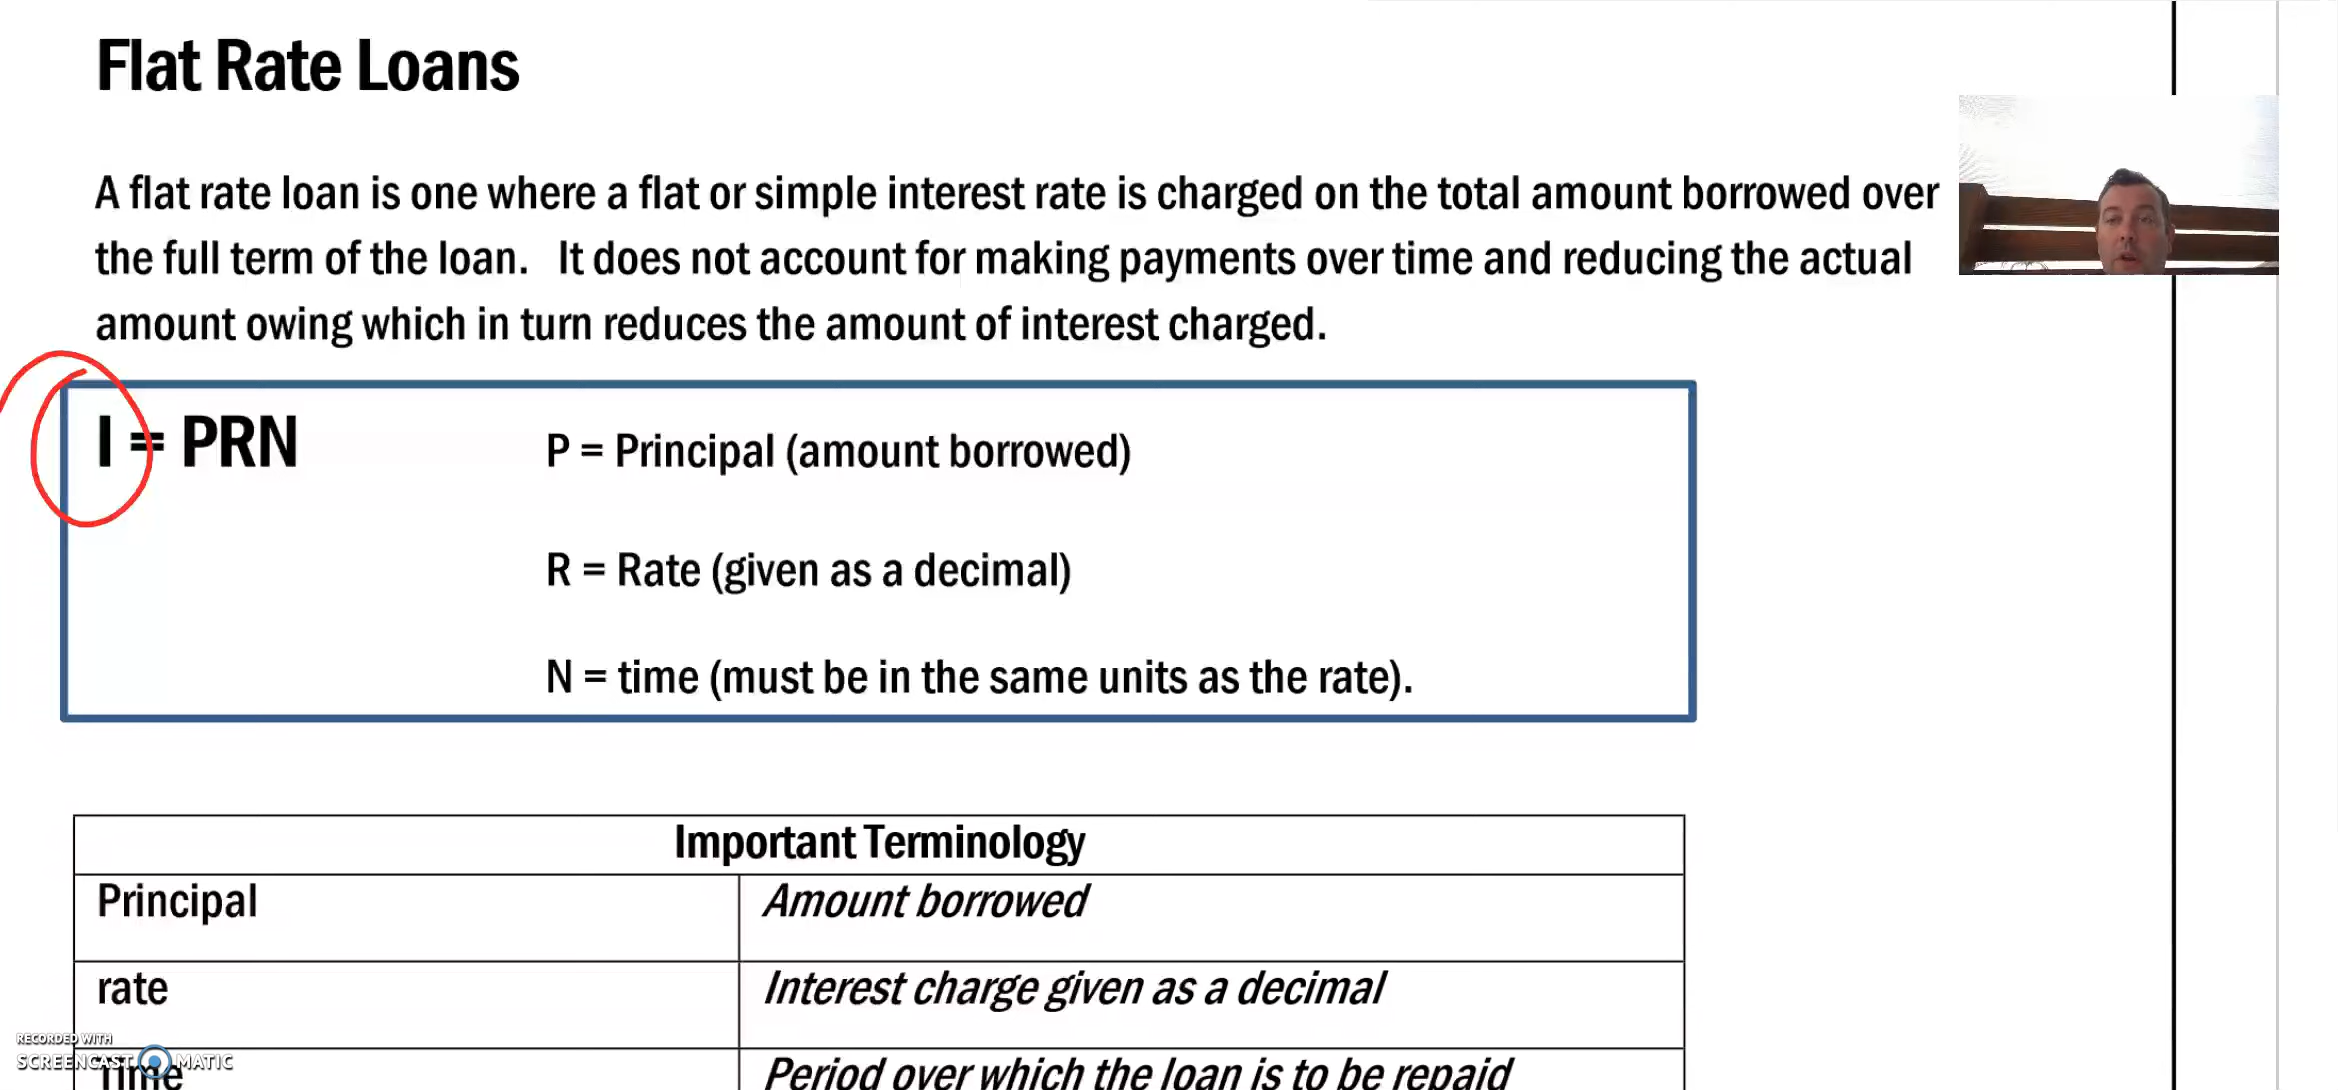 Flat Rate Loans
A flat rate loan is one where a flat or simple interest rate is charged on the total amount borrowed over
the full term of the loan. It does not account for making payments over time and reducing the actual
amount owing which in turn reduces the amount of interest charged.
I = PRN
P = Principal (amount borrowed)
R = Rate (given as a decimal)
N = time (must be in the same units as the rate).
Important Terminology
Principal Amount borrowed
rate Interest charge given as a decimal
Time Period over which the loan is to be repaid
RECORDED WITH
SCREENCAST MATIC